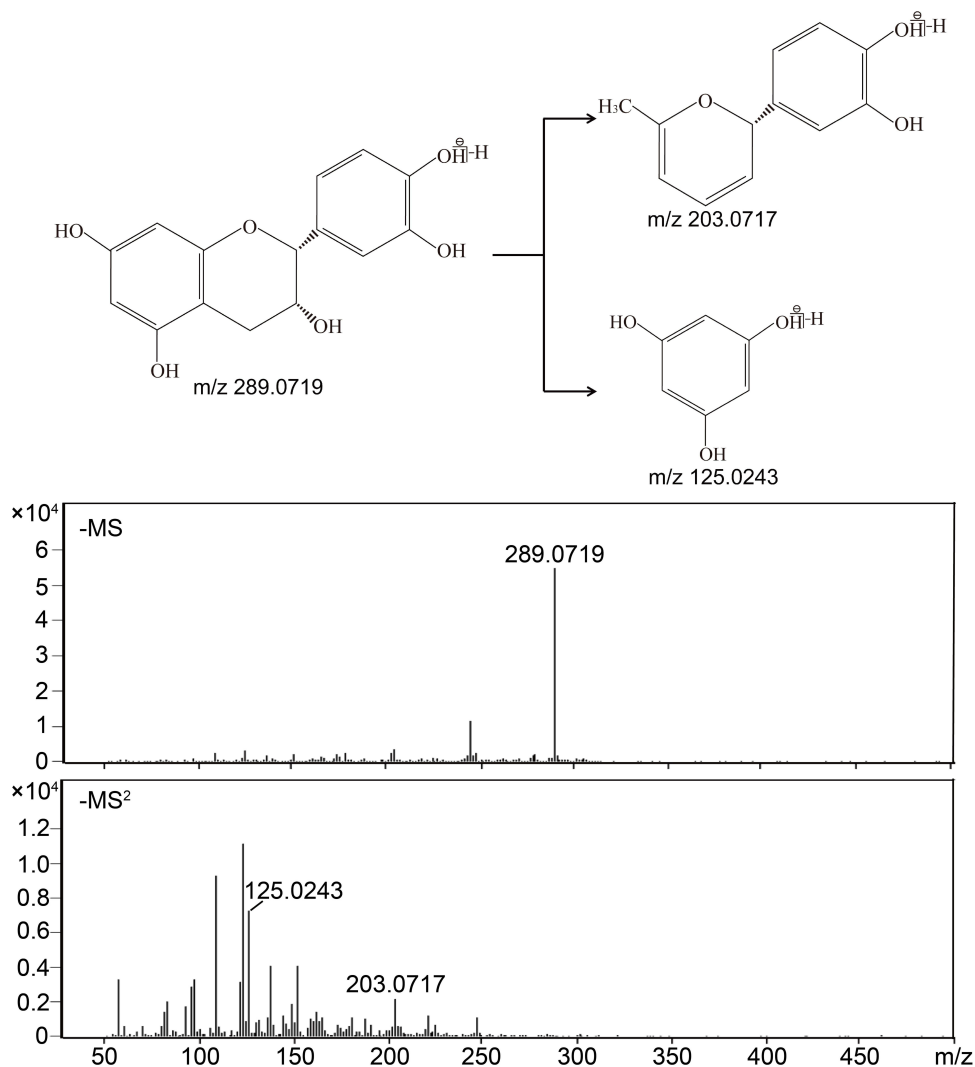 OH⊖-H
H₃C
O
OH
m/z 203.0717
OH⊖-H
HO
O
OH
OH
OH
m/z 289.0719
HO
OH⊖-H
OH
m/z 125.0243
×10⁴
-MS
289.0719
6
5
4
3
2
1
0
×10⁴
-MS²
1.2
1.0
0.8
0.6
0.4
0.2
0
125.0243
203.0717
50 100 150 200 250 300 350 400 450 m/z